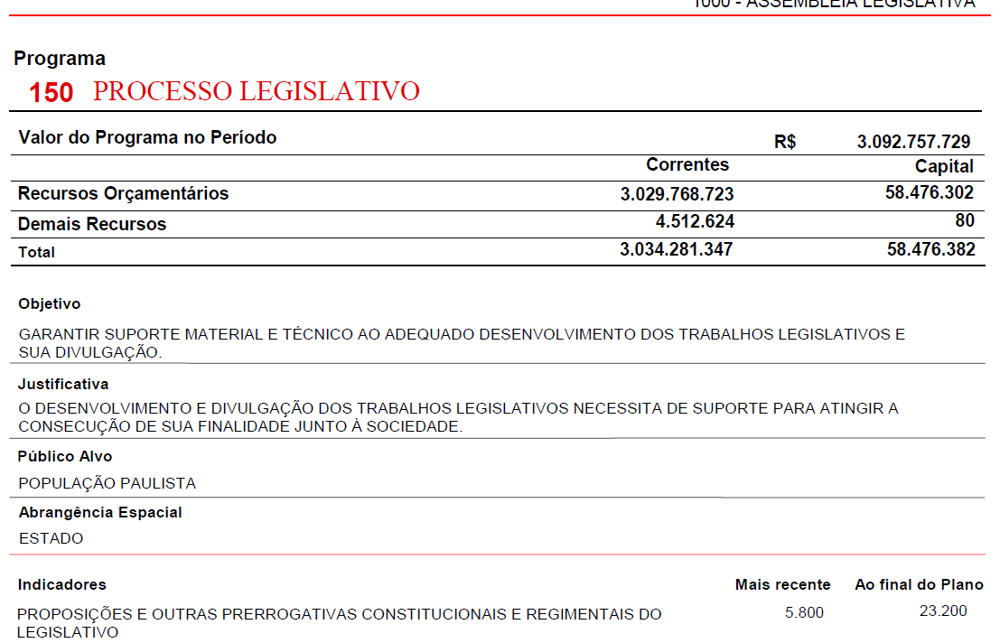 1000 - ASSEMBLEIA LEGISLATIVA
Programa
150 PROCESSO LEGISLATIVO
Valor do Programa no Período R$ 3.092.757.729
Correntes Capital
Recursos Orçamentários 3.029.768.723 58.476.302
Demais Recursos 4.512.624 80
Total 3.034.281.347 58.476.382
Objetivo
GARANTIR SUPORTE MATERIAL E TÉCNICO AO ADEQUADO DESENVOLVIMENTO DOS TRABALHOS LEGISLATIVOS E
SUA DIVULGAÇÃO.
Justificativa
O DESENVOLVIMENTO E DIVULGAÇÃO DOS TRABALHOS LEGISLATIVOS NECESSITA DE SUPORTE PARA ATINGIR A
CONSECUÇÃO DE SUA FINALIDADE JUNTO À SOCIEDADE.
Público Alvo
POPULAÇÃO PAULISTA
Abrangência Espacial
ESTADO
Indicadores Mais recente Ao final do Plano
PROPOSIÇÕES E OUTRAS PRERROGATIVAS CONSTITUCIONAIS E REGIMENTAIS DO 5.800 23.200
LEGISLATIVO